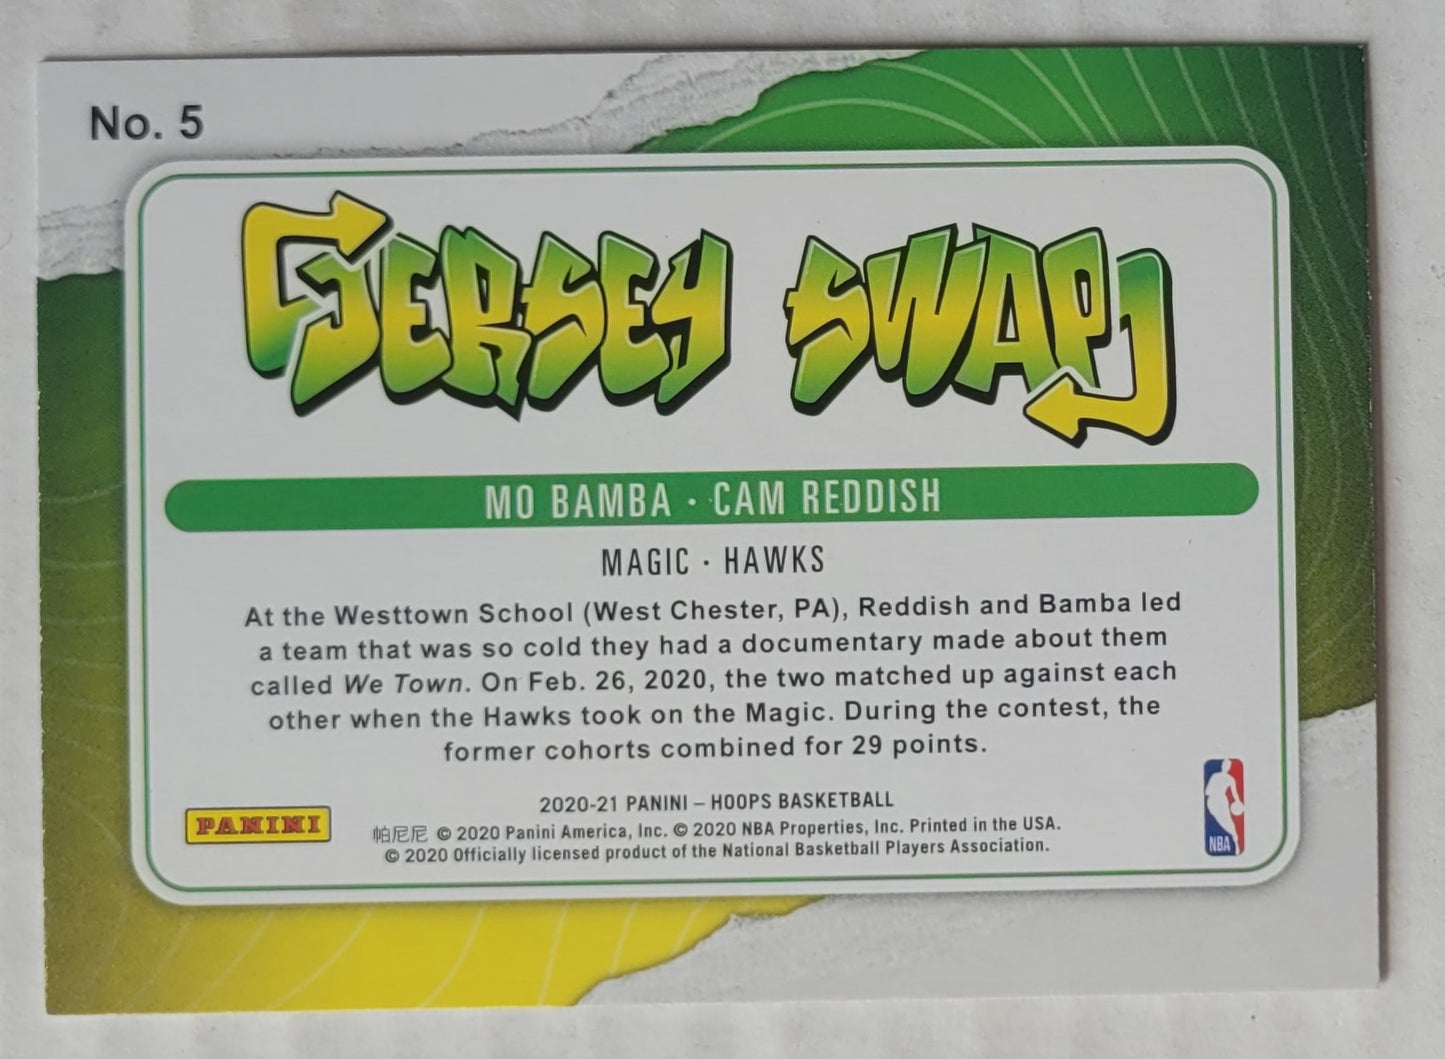 No. 5
JERSEY SWAP
MO BAMBA · CAM REDDISH
MAGIC · HAWKS
At the Westtown School (West Chester, PA), Reddish and Bamba led
a team that was so cold they had a documentary made about them
called We Town. On Feb. 26, 2020, the two matched up against each
other when the Hawks took on the Magic. During the contest, the
former cohorts combined for 29 points.
2020-21 PANINI – HOOPS BASKETBALL
PANINI
帕尼尼 © 2020 Panini America, Inc. © 2020 NBA Properties, Inc. Printed in the USA.
© 2020 Officially licensed product of the National Basketball Players Association.
NBA